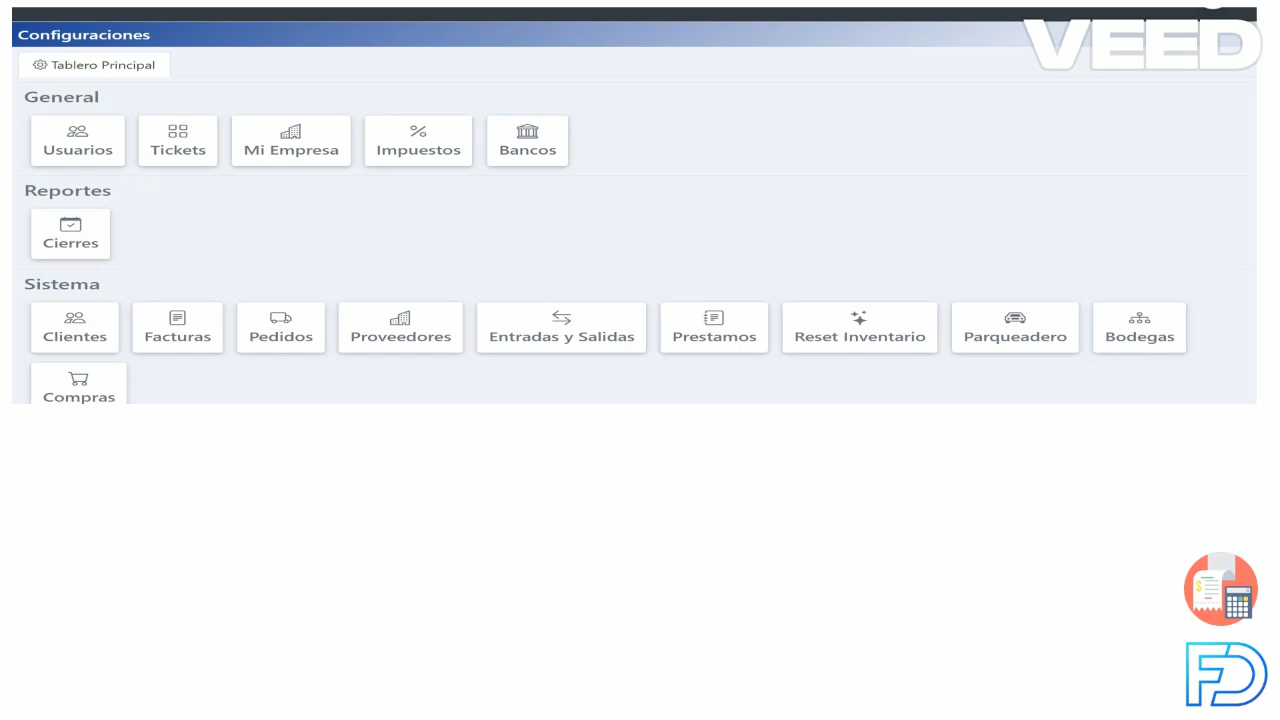 VEED
Configuraciones
Tablero Principal
General
Usuarios Tickets Mi Empresa Impuestos Bancos
Reportes
Cierres
Sistema
Clientes Facturas Pedidos Proveedores Entradas y Salidas Prestamos Reset Inventario Parqueadero Bodegas
Compras
FD